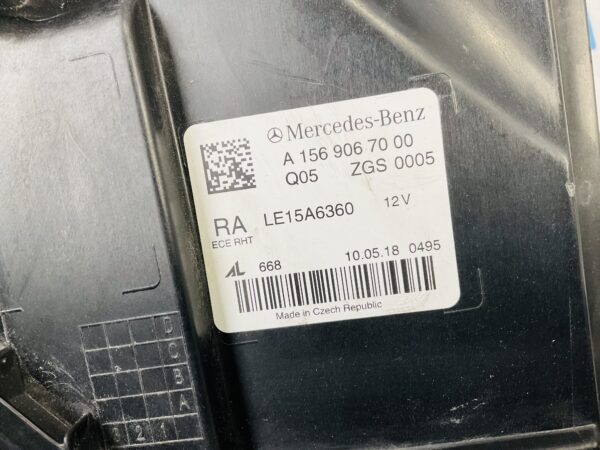 Mercedes-Benz
A 156 906 70 00
Q05 ZGS 0005
RA LE15A6360 12V
ECE RHT
AL 668 10.05.18 0495
Made in Czech Republic
D
C
B
A
2 1